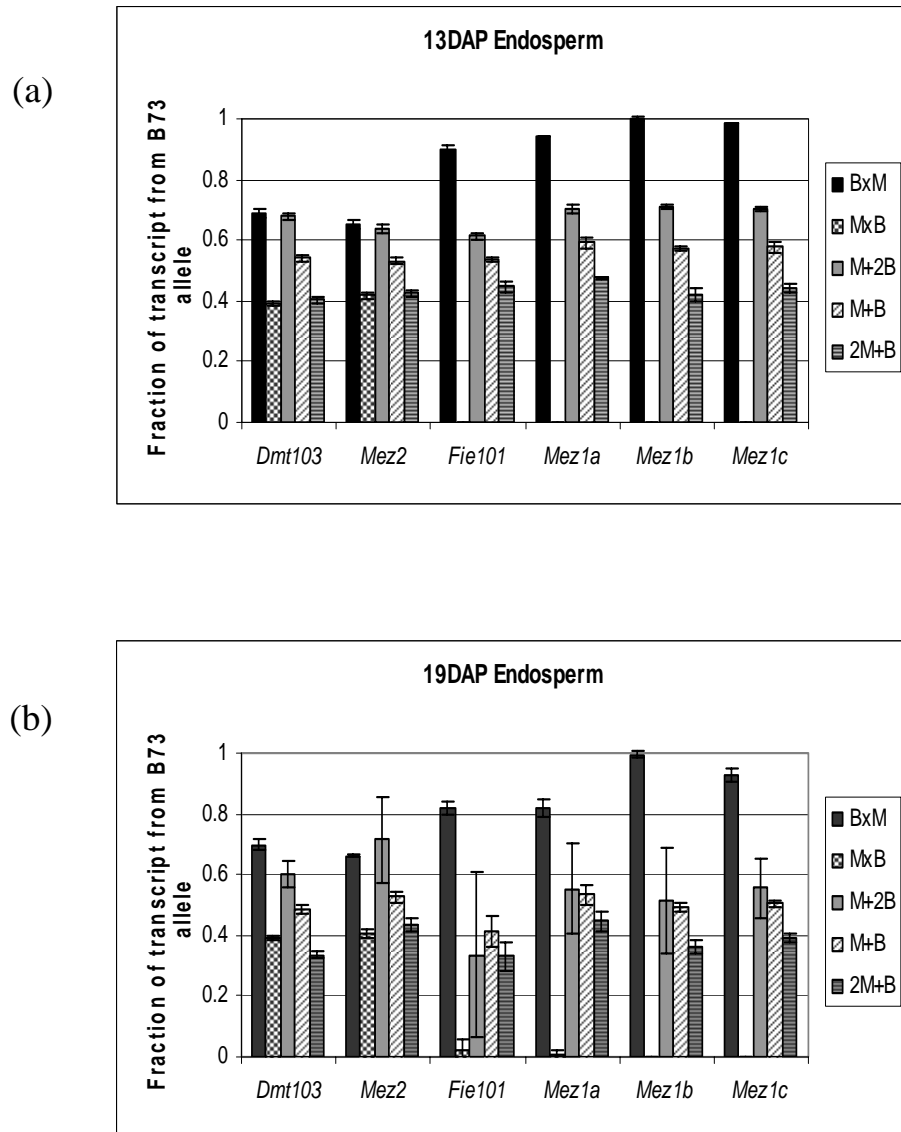 (a)
13DAP Endosperm
Fraction of transcript from B73
allele
1
0.8
0.6
0.4
0.2
0
Dmt103 Mez2 Fie101 Mez1a Mez1b Mez1c
BxM
MxB
M+2B
M+B
2M+B
(b)
19DAP Endosperm
Fraction of transcript from B73
allele
1
0.8
0.6
0.4
0.2
0
Dmt103 Mez2 Fie101 Mez1a Mez1b Mez1c
BxM
MxB
M+2B
M+B
2M+B